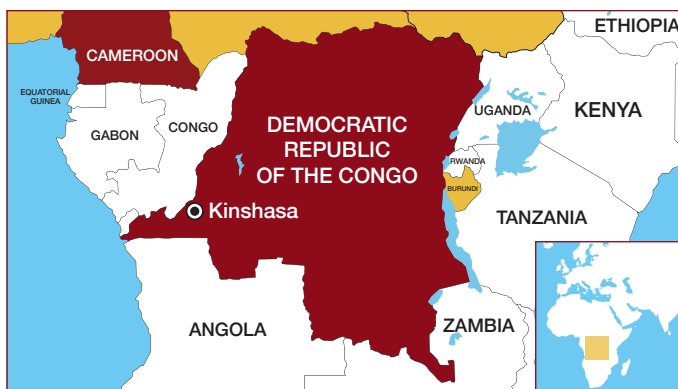 ETHIOPIA
CAMEROON
EQUATORIAL
GUINEA
GABON
CONGO
DEMOCRATIC
REPUBLIC
OF THE CONGO
UGANDA
KENYA
RWANDA
BURUNDI
Kinshasa
TANZANIA
ANGOLA
ZAMBIA